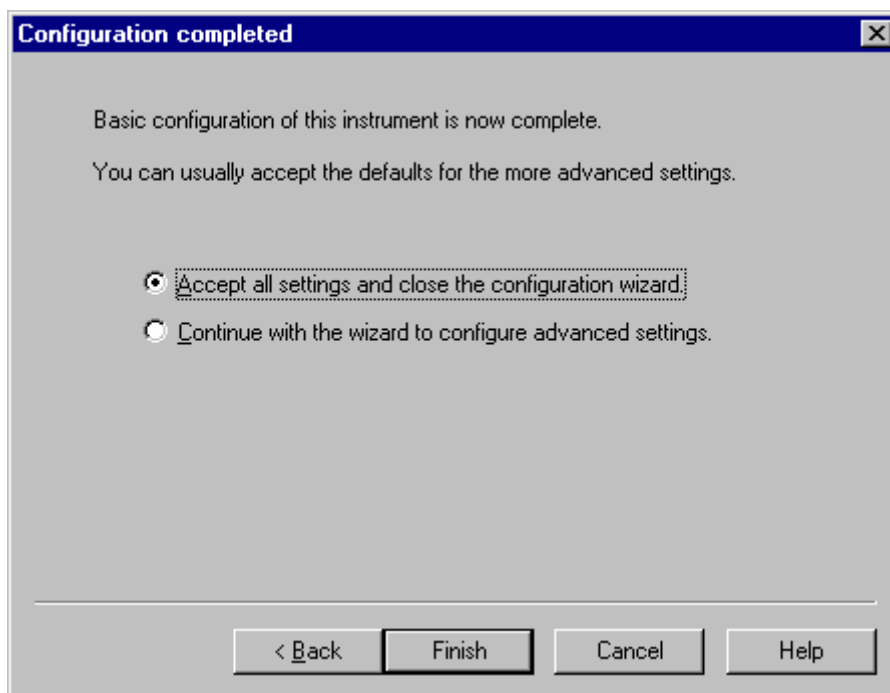 Configuration completed
Basic configuration of this instrument is now complete.
You can usually accept the defaults for the more advanced settings.
Accept all settings and close the configuration wizard.
Continue with the wizard to configure advanced settings.
< Back Finish Cancel Help